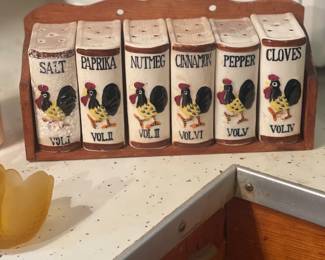 SALT
VOL.I
PAPRIKA
VOL.II
NUTMEG
VOL.III
CINNAMON
VOL.VI
PEPPER
VOL.V
CLOVES
VOL.IV